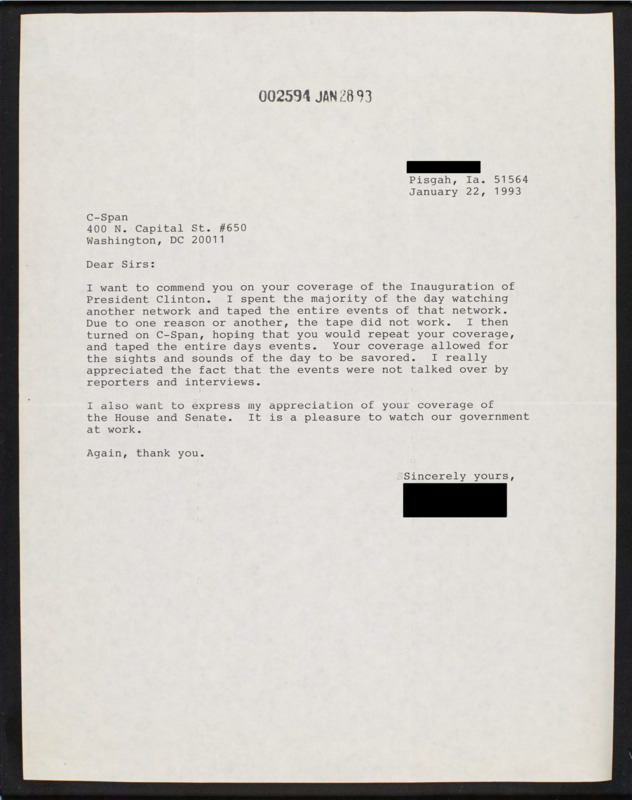 002594 JAN 28 93
Pisgah, Ia. 51564
January 22, 1993
C-Span
400 N. Capital St. #650
Washington, DC 20011
Dear Sirs:
I want to commend you on your coverage of the Inauguration of
President Clinton.  I spent the majority of the day watching
another network and taped the entire events of that network.
Due to one reason or another, the tape did not work.  I then
turned on C-Span, hoping that you would repeat your coverage,
and taped the entire days events.  Your coverage allowed for
the sights and sounds of the day to be savored.  I really
appreciated the fact that the events were not talked over by
reporters and interviews.
I also want to express my appreciation of your coverage of
the House and Senate.  It is a pleasure to watch our government
at work.
Again, thank you.
Sincerely yours,